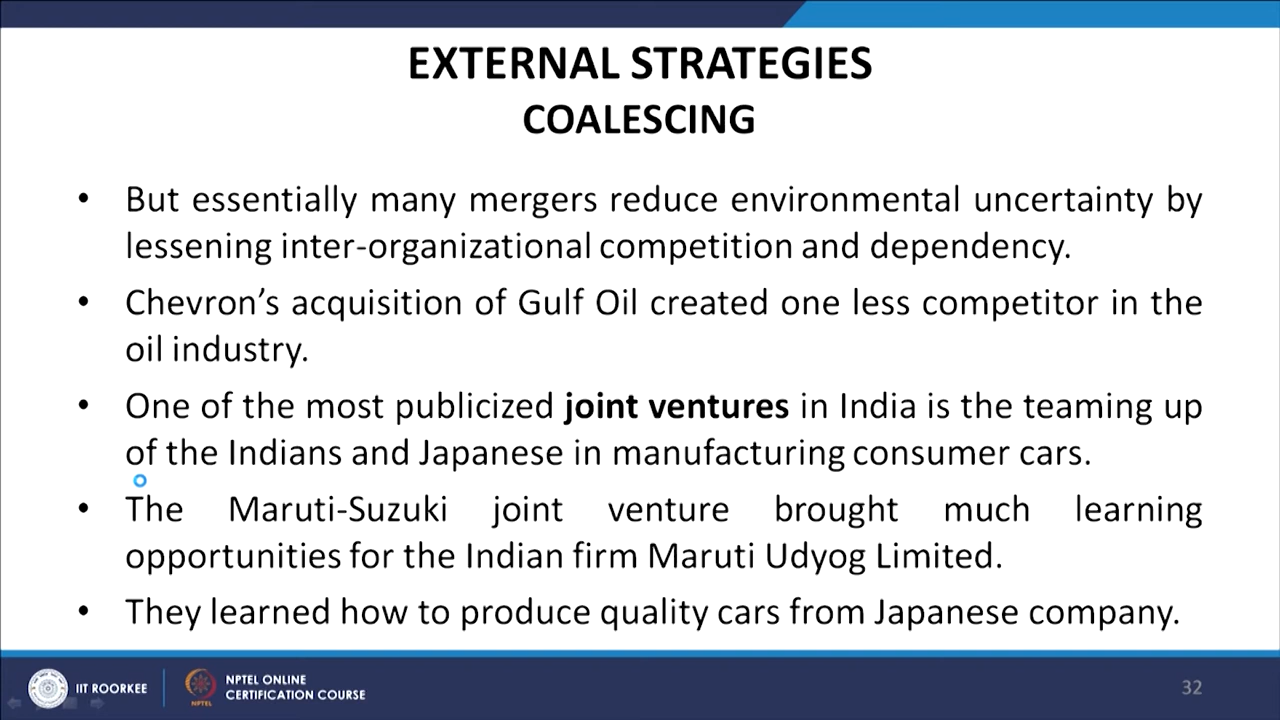 EXTERNAL STRATEGIES
COALESCING
• But essentially many mergers reduce environmental uncertainty by
lessening inter-organizational competition and dependency.
• Chevron’s acquisition of Gulf Oil created one less competitor in the
oil industry.
• One of the most publicized joint ventures in India is the teaming up
of the Indians and Japanese in manufacturing consumer cars.
• The Maruti-Suzuki joint venture brought much learning
opportunities for the Indian firm Maruti Udyog Limited.
• They learned how to produce quality cars from Japanese company.
IIT ROORKEE
NPTEL
NPTEL ONLINE
CERTIFICATION COURSE
32